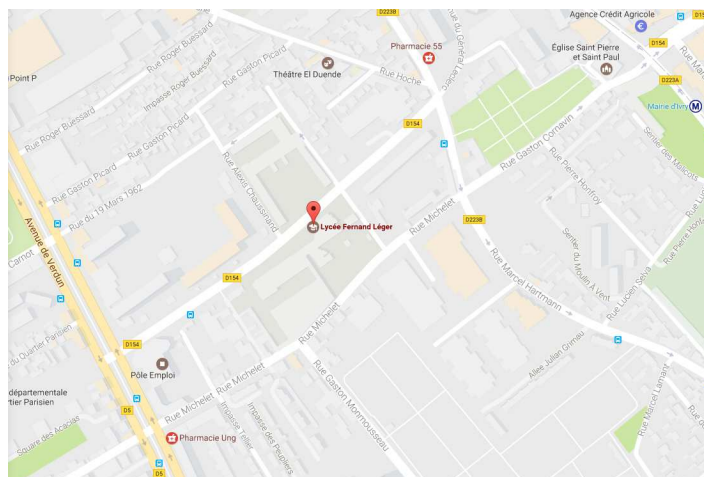 D223B
Agence Crédit Agricole
D154
Rue Roger Buessard
Rue Gaston Picard
Pharmacie 55
Rue du Général Leclerc
Église Saint Pierre
et Saint Paul
Point P
Impasse Roger Buessard
Théâtre El Duende
Rue Hoche
D154
D223A
Mairie d'Ivry
Rue Roger Buessard
Rue Gaston Picard
D154
Rue Gaston Cornavin
Sentier des Malicots
Rue Gaston Picard
Rue Alexis Chaussinand
Rue Pierre Honfroy
Rue du 19 Mars 1962
Lycée Fernand Léger
Rue Michelet
D223B
Avenue de Verdun
Carnot
Sentier du Moulin À Vent
Rue Pierre
D154
Rue Marcel Hartmann
Rue Lucien Selva
Rue Michelet
du Quartier Parisien
D154
Allee Julian Grimau
Pôle Emploi
Rue Michelet
départementale
rtier Parisien
D5
Rue Michelet
Rue Gaston Monmousseau
Rue Marcel Lamant
Square des Acacias
Impasse Tellier
Impasse des Peupliers
Pharmacie Ung
D5